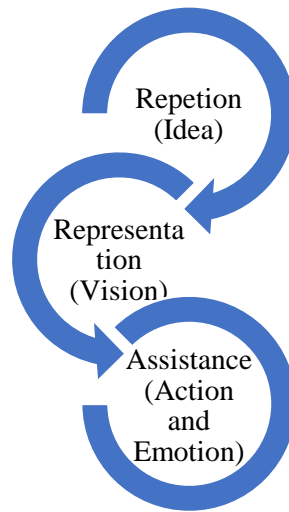 Repetion
(Idea)
Representa
tion
(Vision)
Assistance
(Action
and
Emotion)